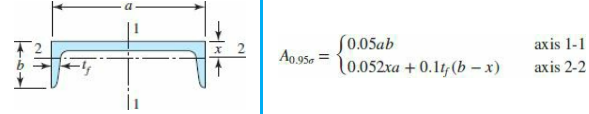 a
1
2
x
2
b
t_f
1
A_{0.95σ} = { 0.05ab axis 1-1
0.052xa + 0.1t_f(b − x) axis 2-2